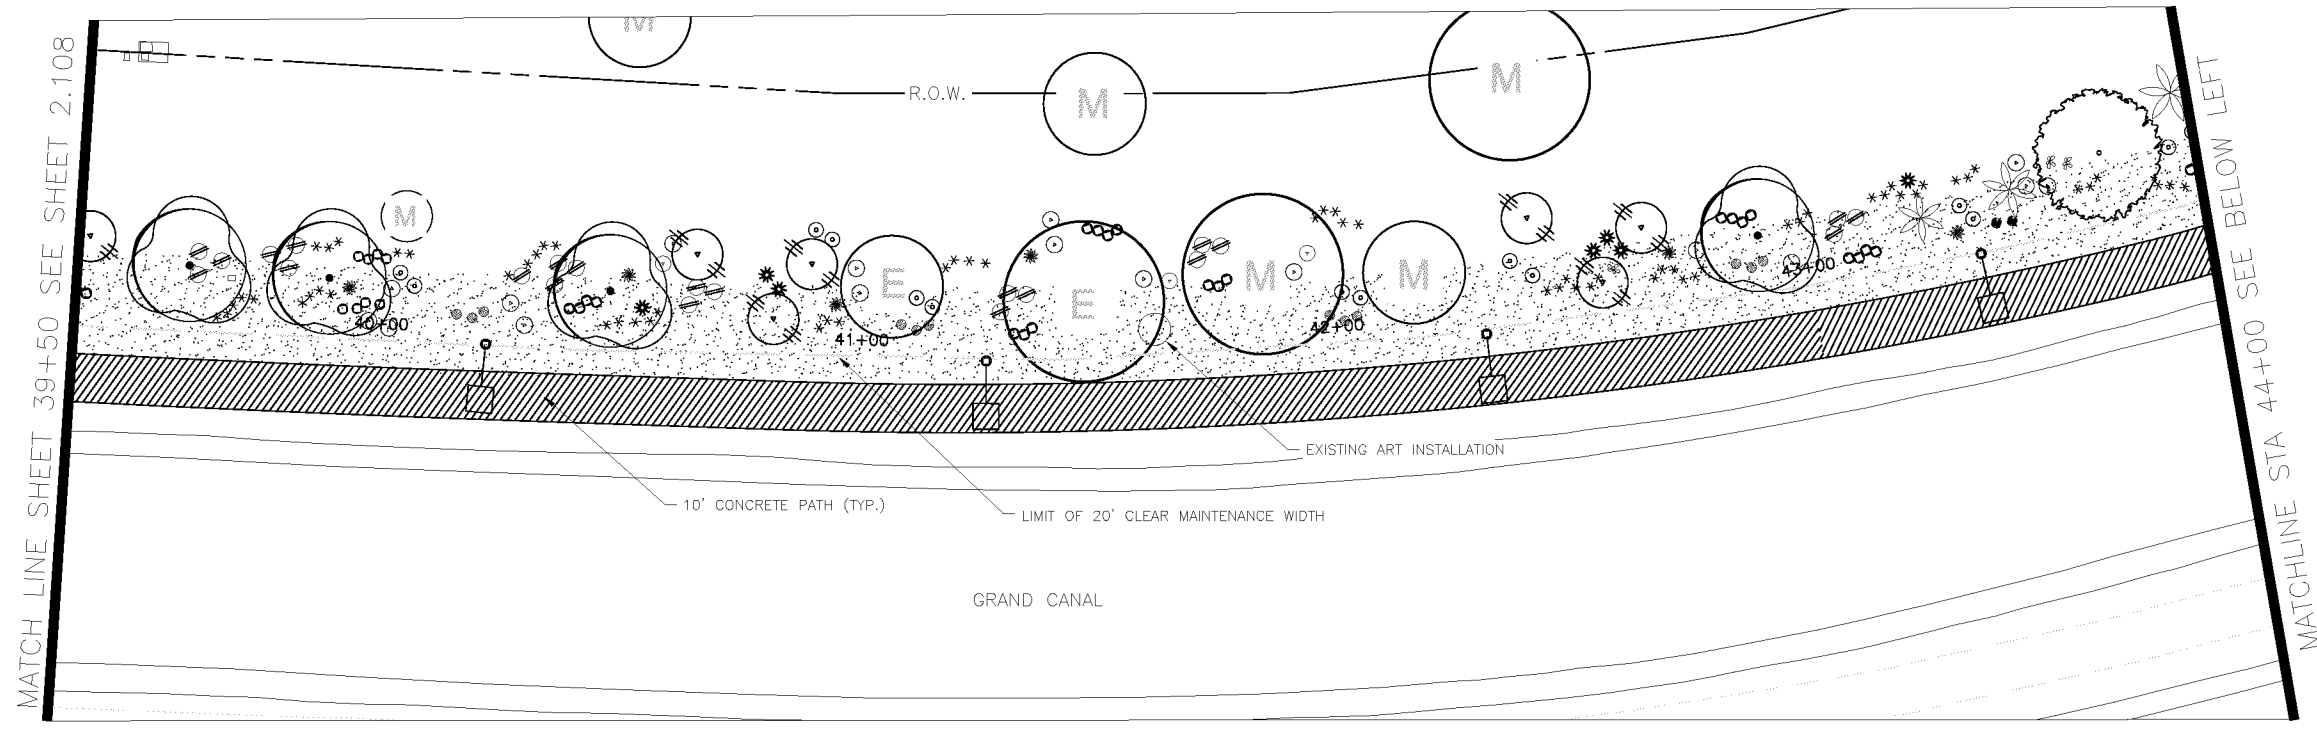 MATCH LINE SHEET 39+50 SEE SHEET 2.108
M
R.O.W.
M
M
M
E
E
M
M
40+00
41+00
42+00
43+00
EXISTING ART INSTALLATION
10' CONCRETE PATH (TYP.)
LIMIT OF 20' CLEAR MAINTENANCE WIDTH
GRAND CANAL
MATCHLINE STA 44+00 SEE BELOW LEFT